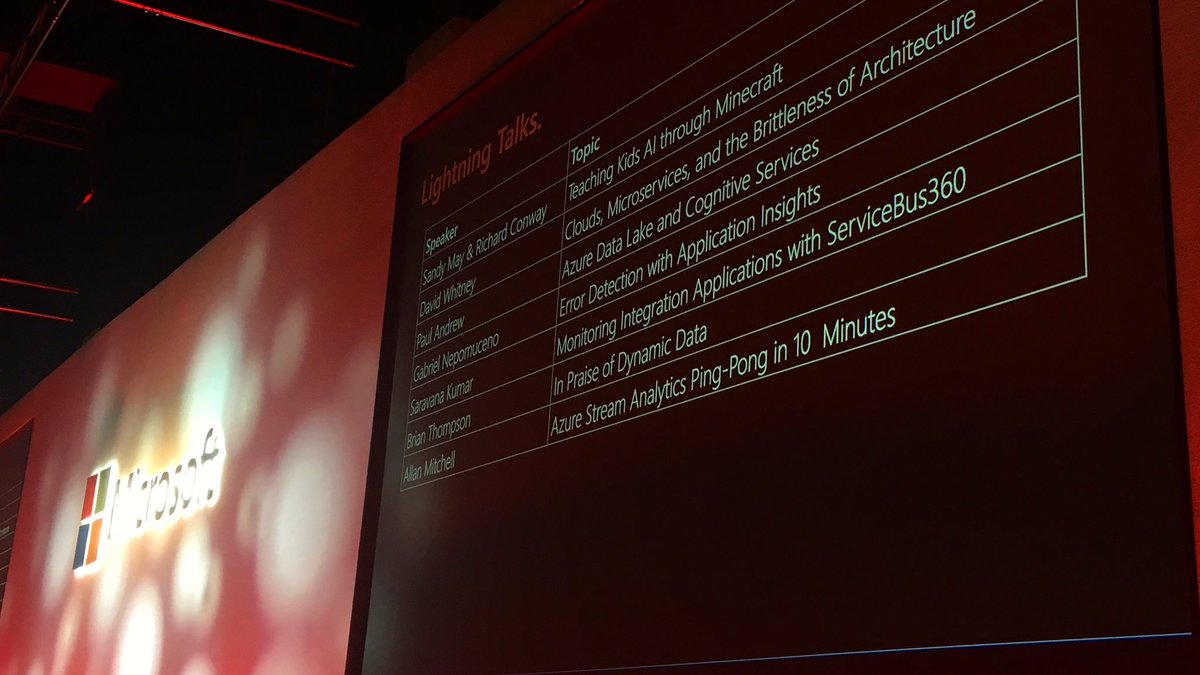 Lightning Talks.
Speaker Topic
Sandy May & Richard Conway Teaching Kids AI through Minecraft
David Whitney Clouds, Microservices, and the Brittleness of Architecture
Paul Andrew Azure Data Lake and Cognitive Services
Gabriel Nepomuceno Error Detection with Application Insights
Saravana Kumar Monitoring Integration Applications with ServiceBus360
Brian Thompson In Praise of Dynamic Data
Allan Mitchell Azure Stream Analytics Ping-Pong in 10 Minutes
Microsoft